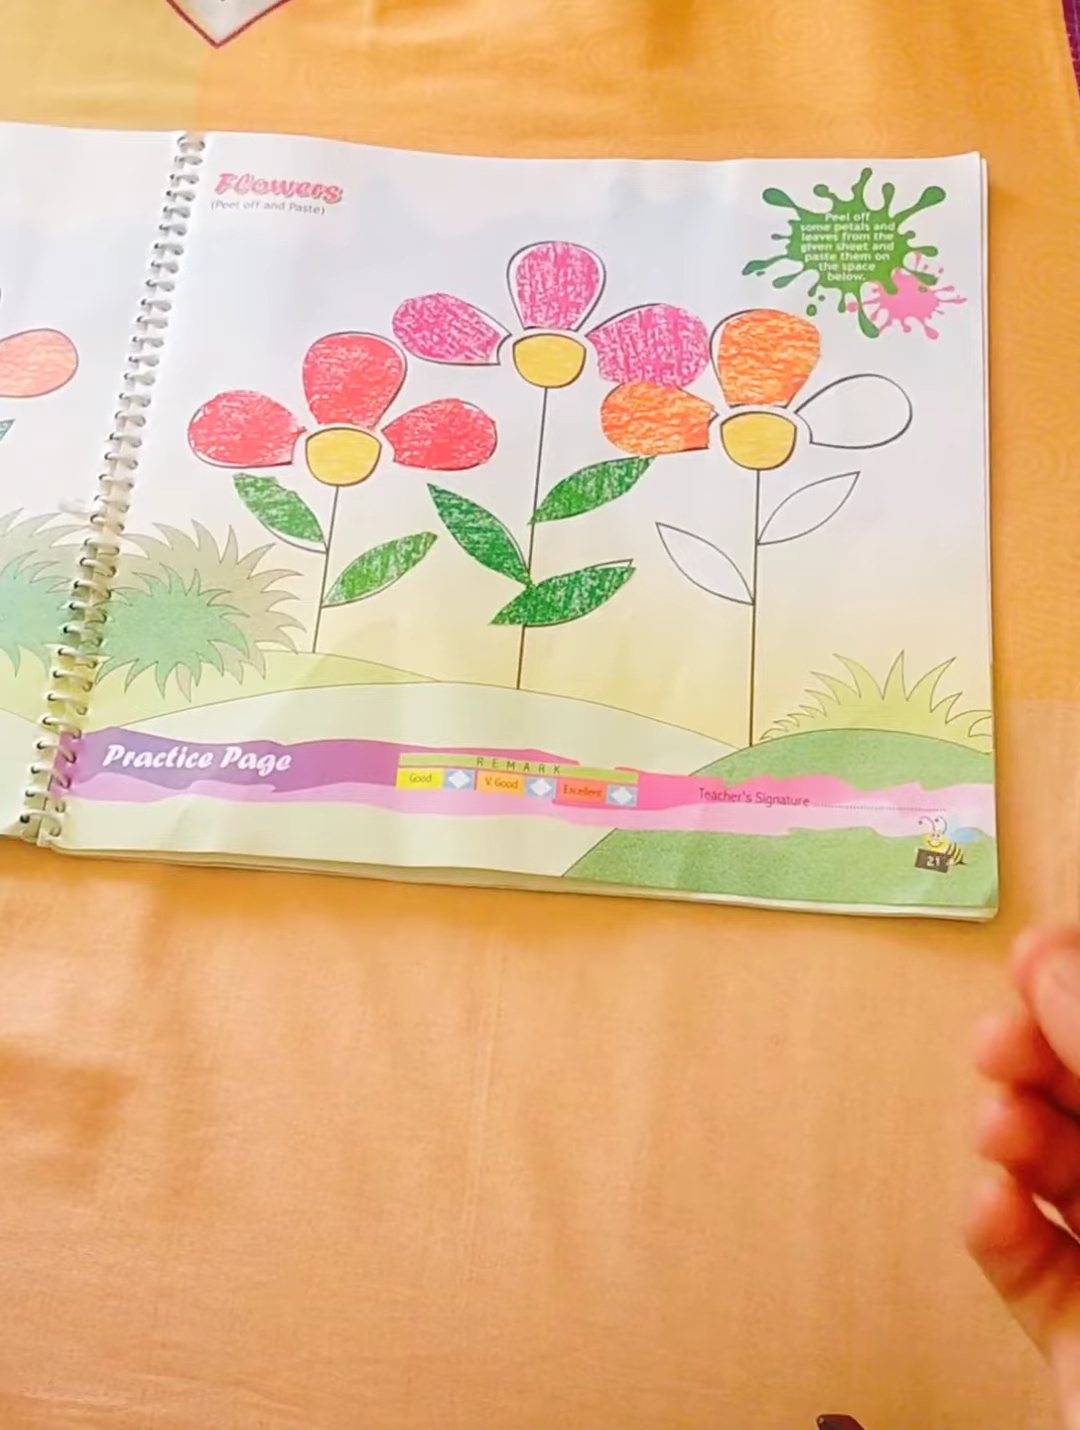 Flowers
(Peel off and Paste)
Peel off
some petals and
leaves from the
given sheet and
paste them on
the space
below.
Practice Page
REMARK
Good
V. Good
Excellent
Teacher's Signature
21